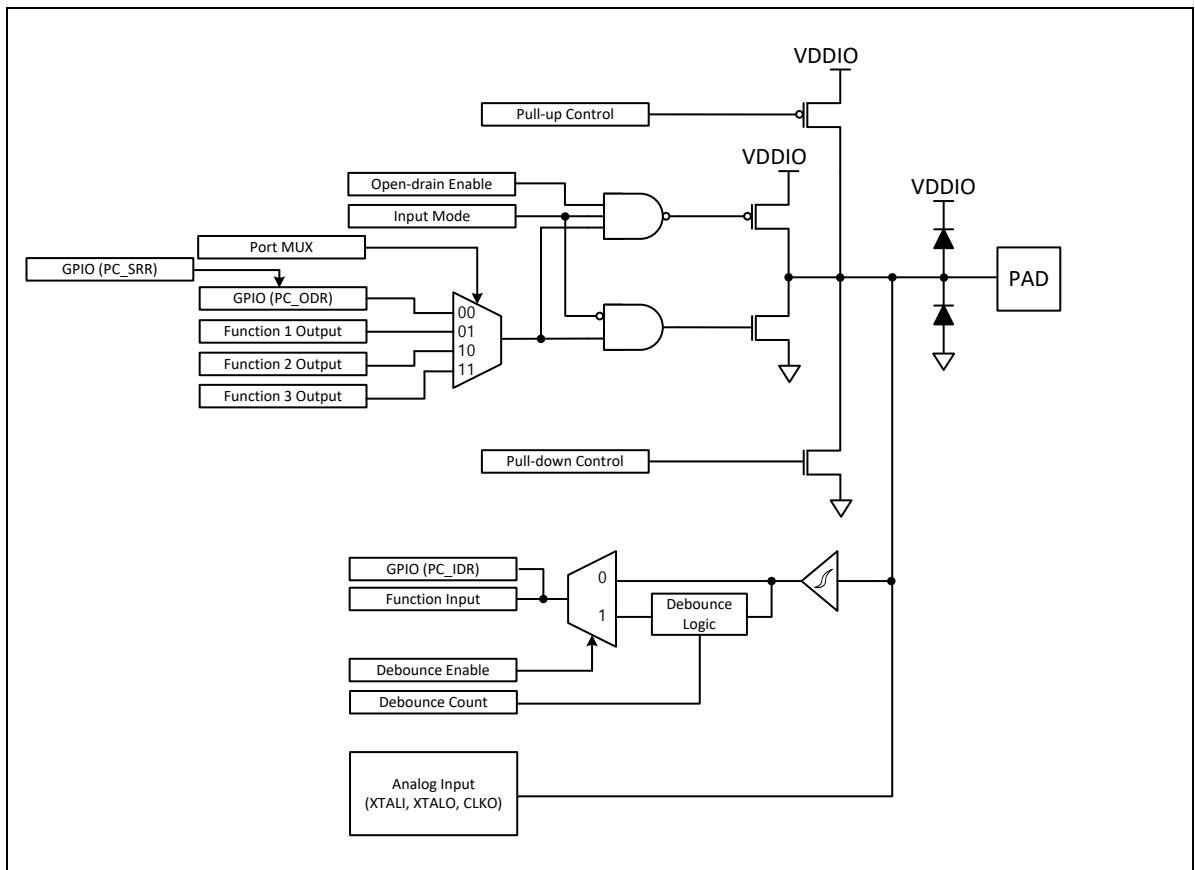 VDDIO
Pull-up Control
VDDIO
Open-drain Enable
VDDIO
Input Mode
Port MUX
GPIO (PC_SRR)
PAD
GPIO (PC_ODR)
00
Function 1 Output
01
Function 2 Output
10
11
Function 3 Output
Pull-down Control
GPIO (PC_IDR)
0
Function Input
Debounce
Logic
1
Debounce Enable
Debounce Count
Analog Input
(XTALI, XTALO, CLKO)